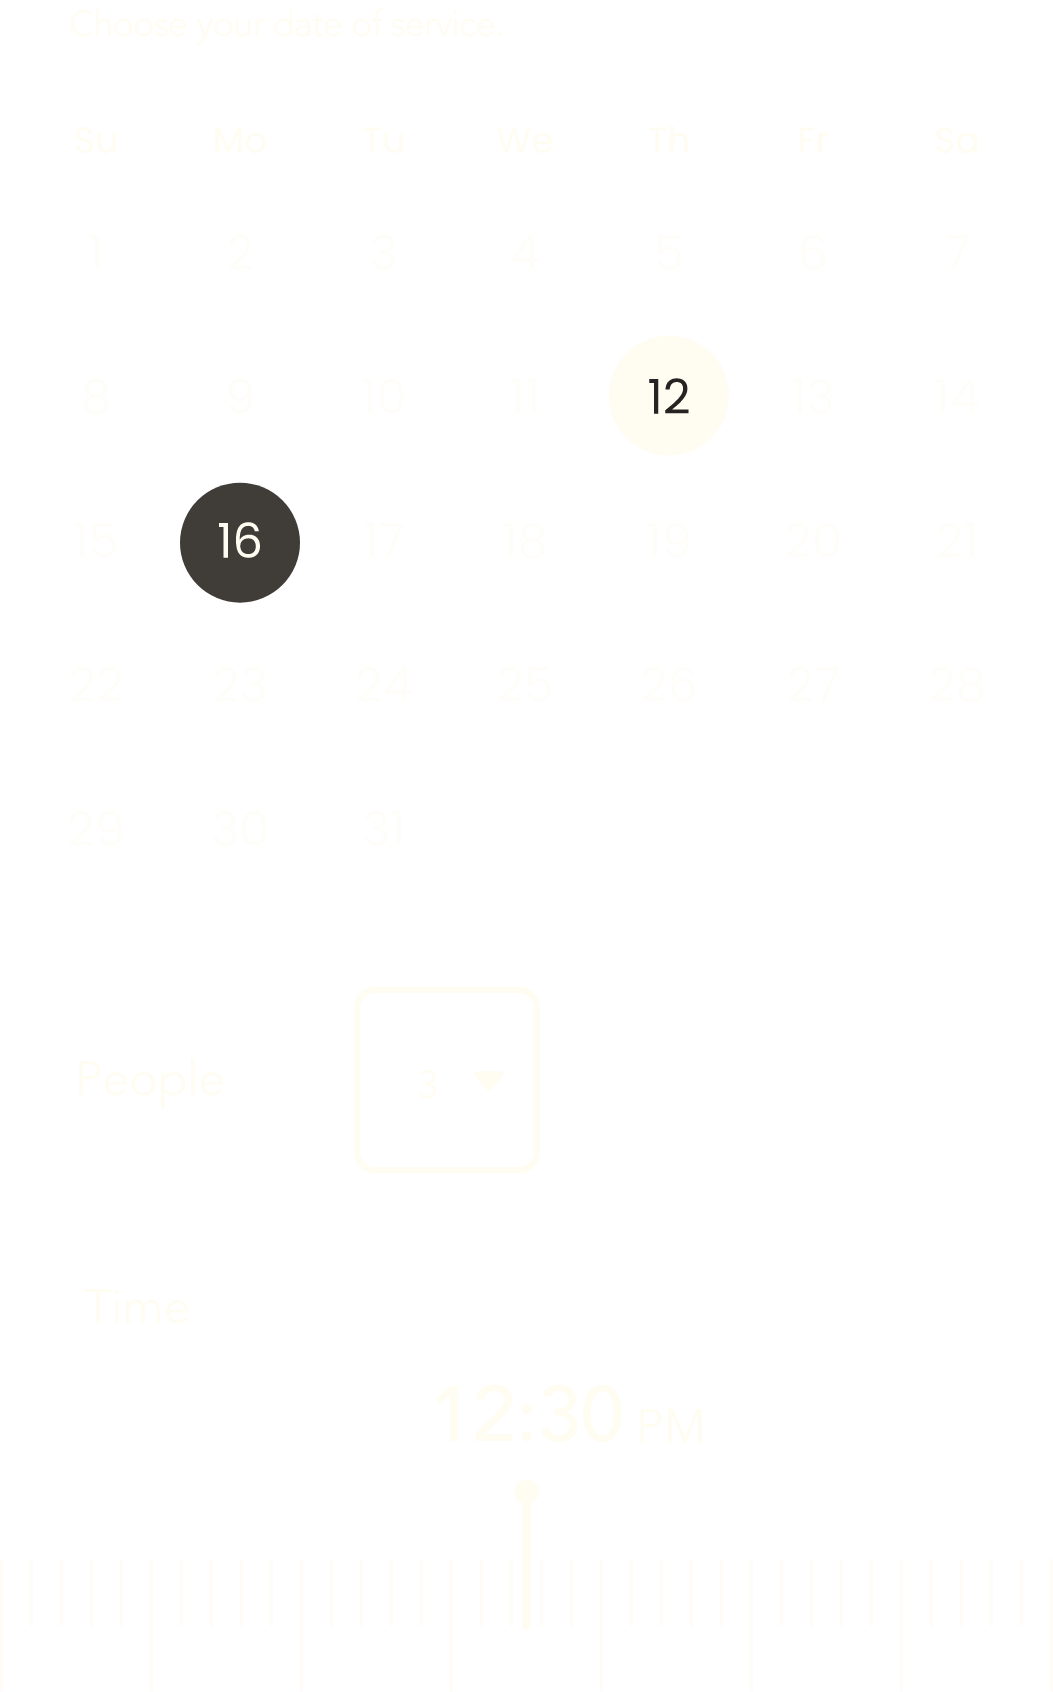 Choose your date of service.
Su Mo Tu We Th Fr Sa
1 2 3 4 5 6 7
8 9 10 11 12 13 14
15 16 17 18 19 20 21
22 23 24 25 26 27 28
29 30 31
People 3
Time
12:30 PM